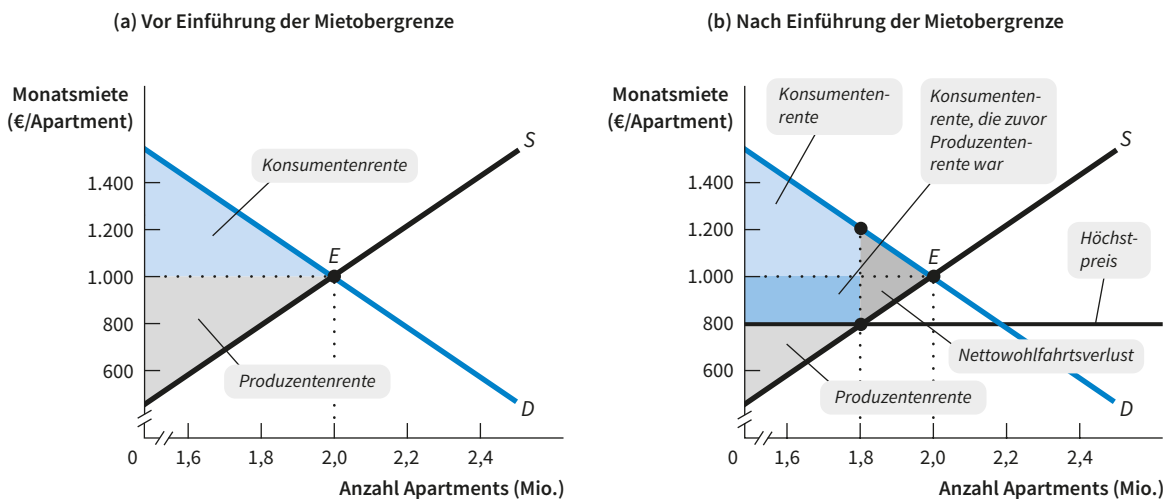 (a) Vor Einführung der Mietobergrenze
Monatsmiete
(€/Apartment)
1.400
1.200
1.000
800
600
0
1,6
1,8
2,0
2,2
2,4
Anzahl Apartments (Mio.)
Konsumentenrente
Produzentenrente
E
S
D
(b) Nach Einführung der Mietobergrenze
Monatsmiete
(€/Apartment)
1.400
1.200
1.000
800
600
0
1,6
1,8
2,0
2,2
2,4
Anzahl Apartments (Mio.)
Konsumenten-
rente
Konsumenten-
rente, die zuvor
Produzenten-
rente war
S
E
Höchst-
preis
Nettowohlfahrtsverlust
Produzentenrente
D